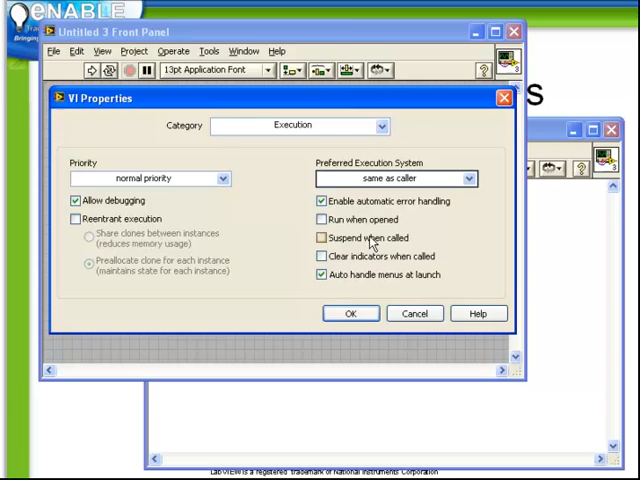 eNABLE
Untitled 3 Front Panel
File Edit View Project Operate Tools Window Help
13pt Application Font
?
3
s
VI Properties
Category Execution
Priority
normal priority
Allow debugging
Reentrant execution
Share clones between instances
(reduces memory usage)
Preallocate clone for each instance
(maintains state for each instance)
Preferred Execution System
same as caller
Enable automatic error handling
Run when opened
Suspend when called
Clear indicators when called
Auto handle menus at launch
OK Cancel Help
LabVIEW is a registered trademark of National Instruments Corporation